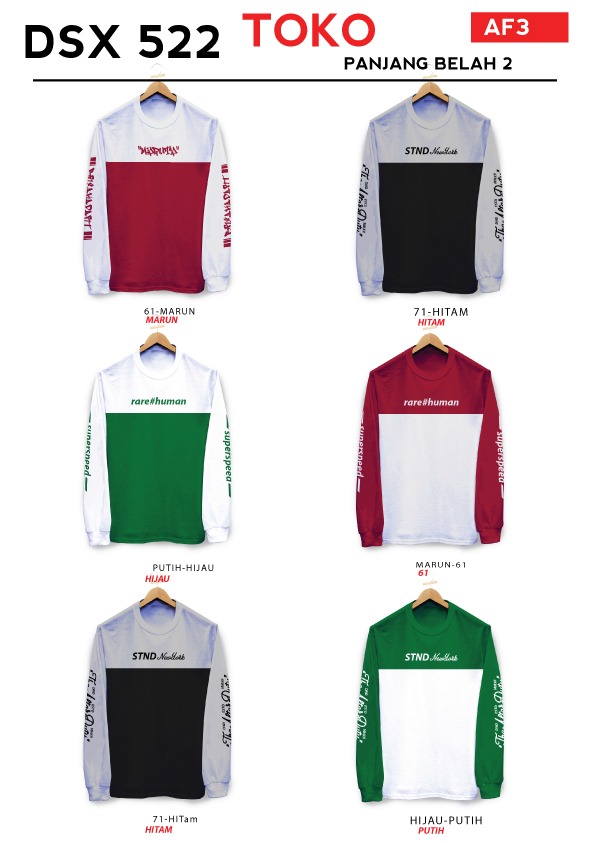 DSX 522
TOKO
AF3
PANJANG BELAH 2
61-MARUN
MARUN
STND NewYork
71-HITAM
HITAM
rare#human
superspeed
superspeed
PUTIH-HIJAU
HIJAU
rare#human
superspeed
superspeed
MARUN-61
61
STND NewYork
71-HITam
HITAM
STND NewYork
HIJAU-PUTIH
PUTIH